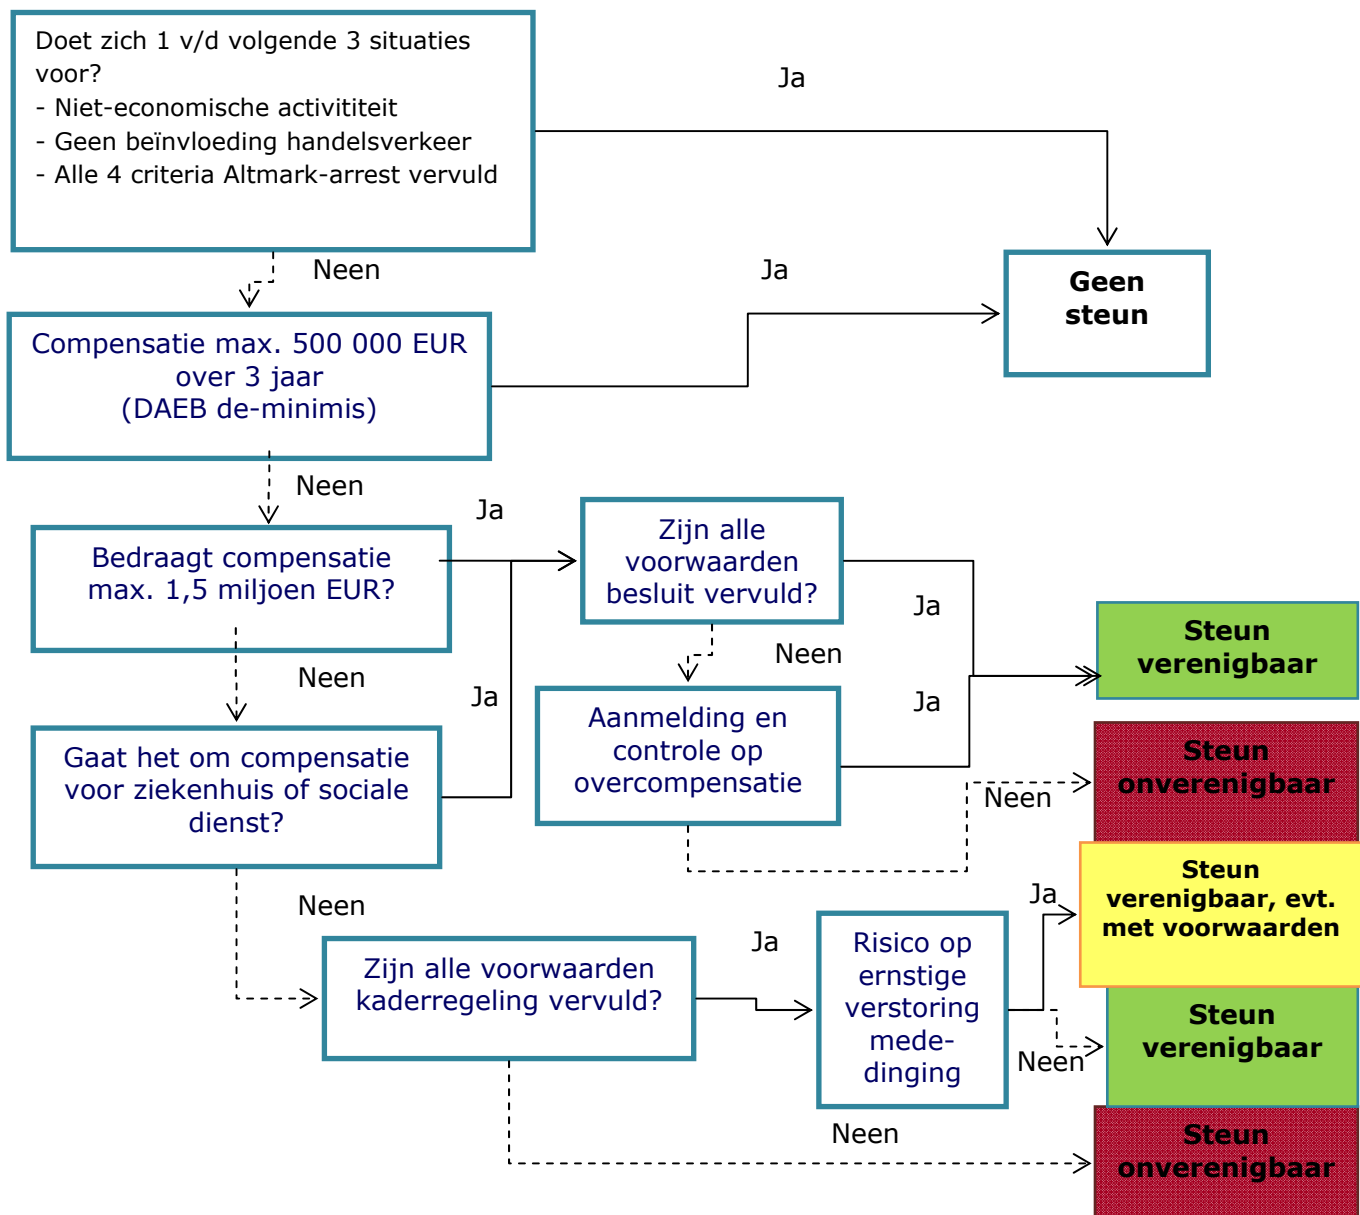 Doet zich 1 v/d volgende 3 situaties
voor?
- Niet-economische activititeit
- Geen beïnvloeding handelsverkeer
- Alle 4 criteria Altmark-arrest vervuld
Ja
Neen
Ja
Geen
steun
Compensatie max. 500 000 EUR
over 3 jaar
(DAEB de-minimis)
Neen
Ja
Bedraagt compensatie
max. 1,5 miljoen EUR?
Zijn alle
voorwaarden
besluit vervuld?
Ja
Neen
Neen
Steun
verenigbaar
Ja
Ja
Gaat het om compensatie
voor ziekenhuis of sociale
dienst?
Aanmelding en
controle op
overcompensatie
Neen
Steun
onverenigbaar
Neen
Ja
Steun
verenigbaar, evt.
met voorwaarden
Zijn alle voorwaarden
kaderregeling vervuld?
Ja
Risico op
ernstige
verstoring
mede-
dinging
Neen
Steun
verenigbaar
Neen
Steun
onverenigbaar